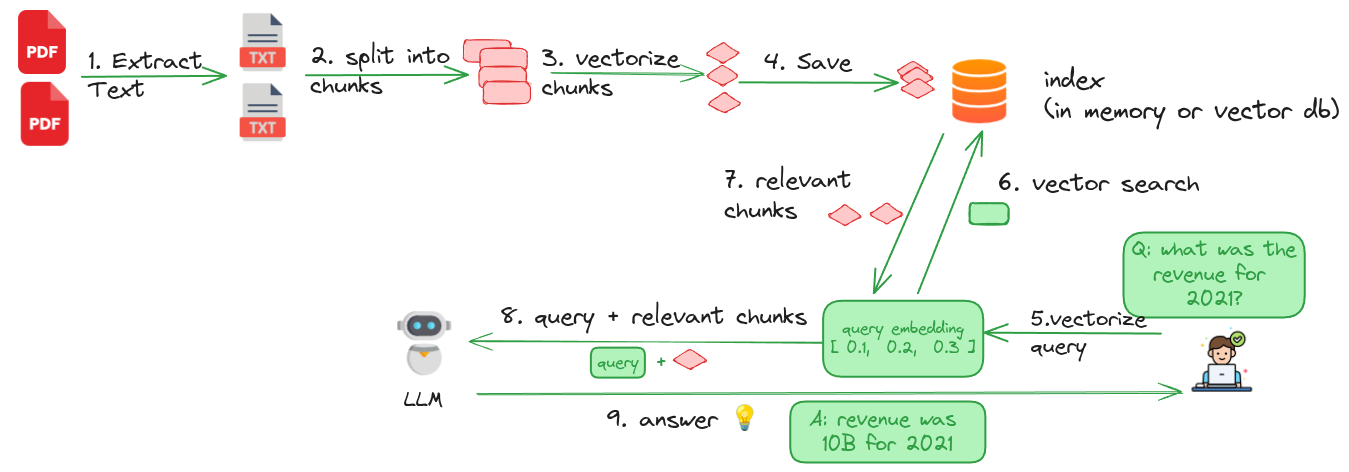 PDF
PDF
1. Extract
Text
TXT
TXT
2. split into
chunks
3. vectorize
chunks
4. Save
index
(in memory or vector db)
7. relevant
chunks
6. vector search
Q: what was the
revenue for
2021?
5.vectorize
query
query embedding
[ 0.1, 0.2, 0.3 ]
8. query + relevant chunks
query +
LLM
9. answer
A: revenue was
10B for 2021